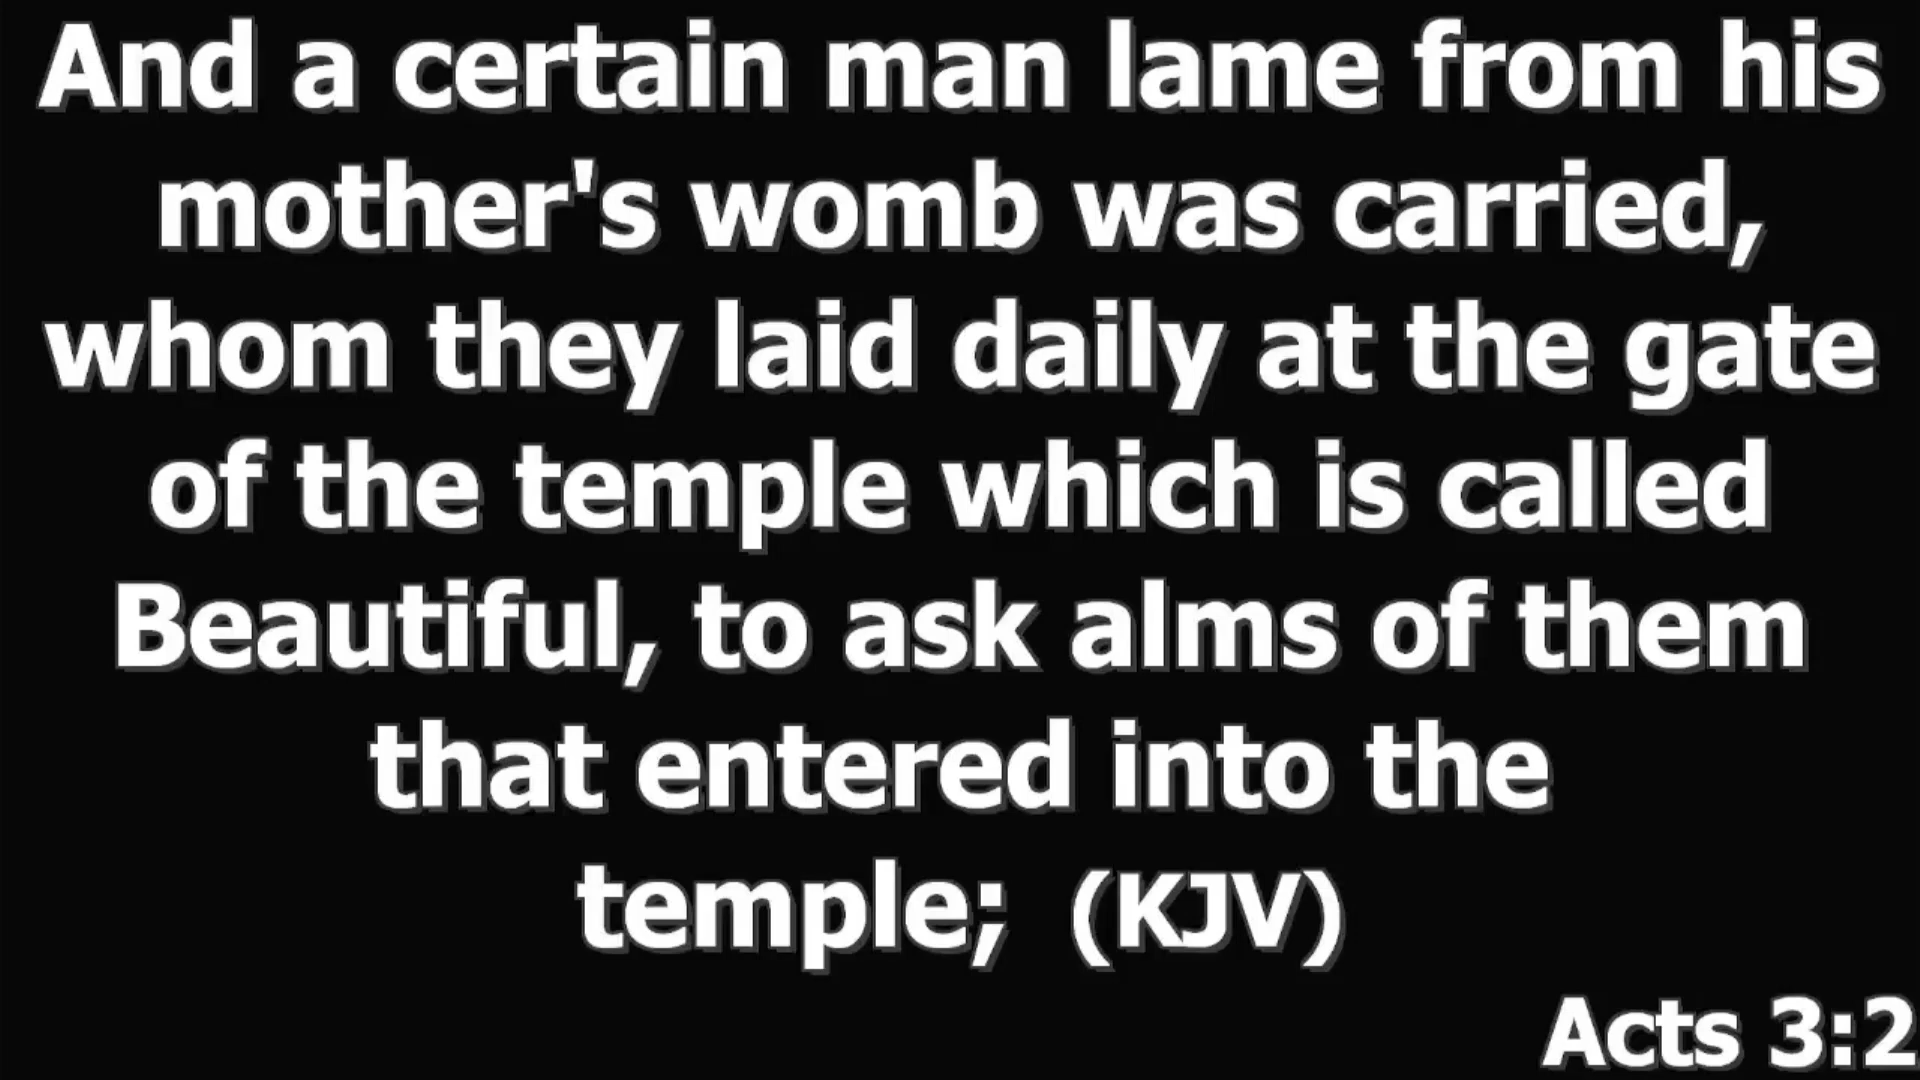 And a certain man lame from his
mother's womb was carried,
whom they laid daily at the gate
of the temple which is called
Beautiful, to ask alms of them
that entered into the
temple; (KJV)
Acts 3:2